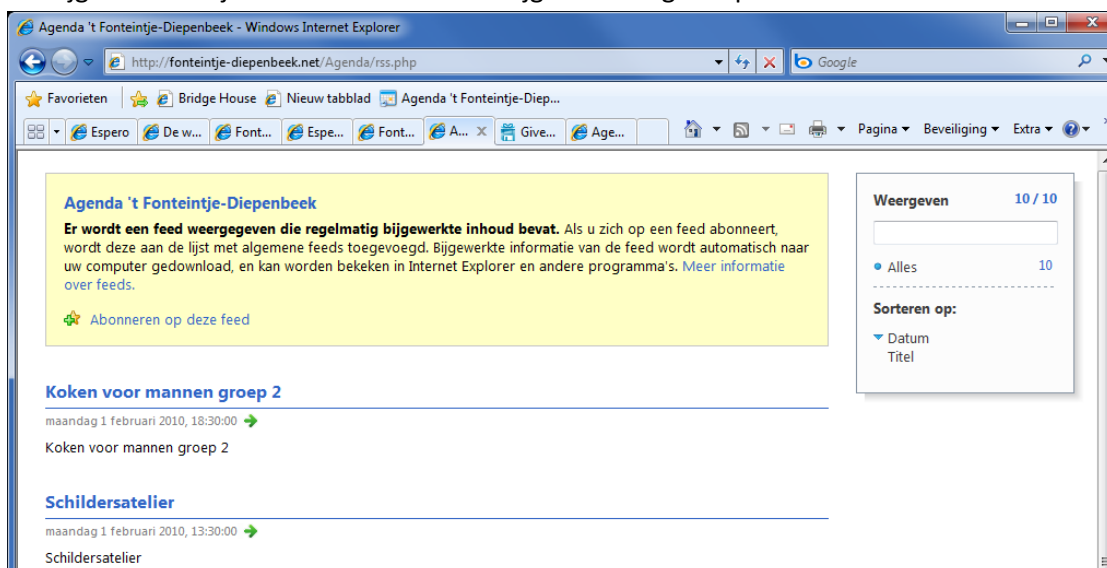 Agenda 't Fonteintje-Diepenbeek - Windows Internet Explorer
http://fonteintje-diepenbeek.net/Agenda/rss.php
Google
Favorieten
Bridge House
Nieuw tabblad
Agenda 't Fonteintje-Diep...
Espero
De w...
Font...
Espe...
Font...
A...
Give...
Age...
Pagina
Beveiliging
Extra
Agenda 't Fonteintje-Diepenbeek
Er wordt een feed weergegeven die regelmatig bijgewerkte inhoud bevat. Als u zich op een feed abonneert,
wordt deze aan de lijst met algemene feeds toegevoegd. Bijgewerkte informatie van de feed wordt automatisch naar
uw computer gedownload, en kan worden bekeken in Internet Explorer en andere programma's. Meer informatie
over feeds.
Abonneren op deze feed
Weergeven 10 / 10
Alles 10
Sorteren op:
Datum
Titel
Koken voor mannen groep 2
maandag 1 februari 2010, 18:30:00
Koken voor mannen groep 2
Schildersatelier
maandag 1 februari 2010, 13:30:00
Schildersatelier